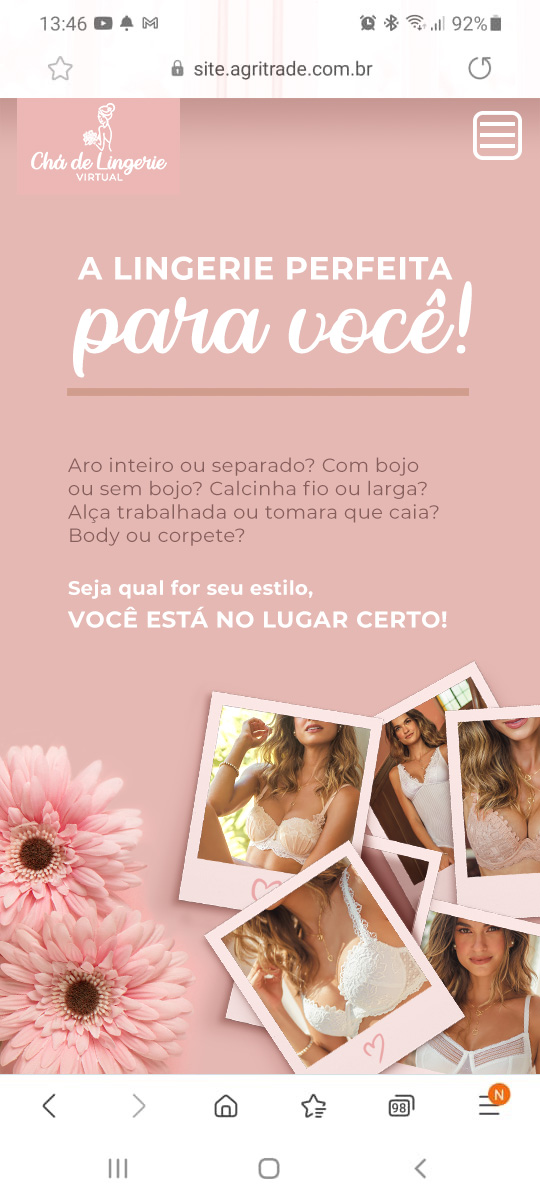 13:46
92%
site.agritrade.com.br
Chá de Lingerie
VIRTUAL
A LINGERIE PERFEITA
para você!
Aro inteiro ou separado? Com bojo
ou sem bojo? Calcinha fio ou larga?
Alça trabalhada ou tomara que caia?
Body ou corpete?
Seja qual for seu estilo,
VOCÊ ESTÁ NO LUGAR CERTO!
98
N